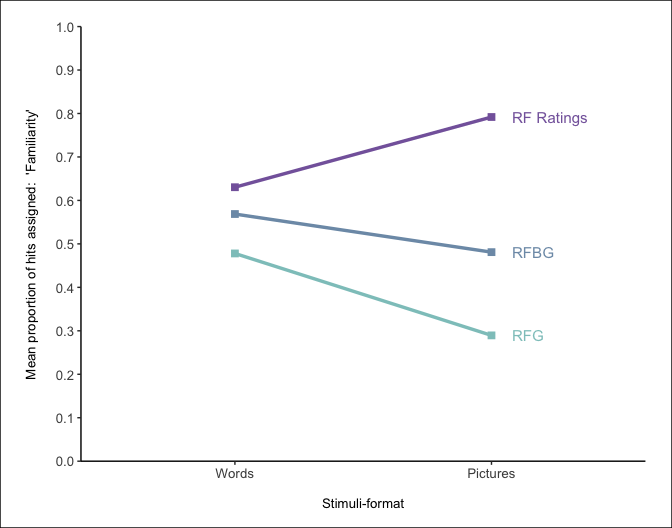 1.0
0.9
0.8
0.7
0.6
0.5
0.4
0.3
0.2
0.1
0.0
Mean proportion of hits assigned: 'Familiarity'
RF Ratings
RFBG
RFG
Words Pictures
Stimuli-format